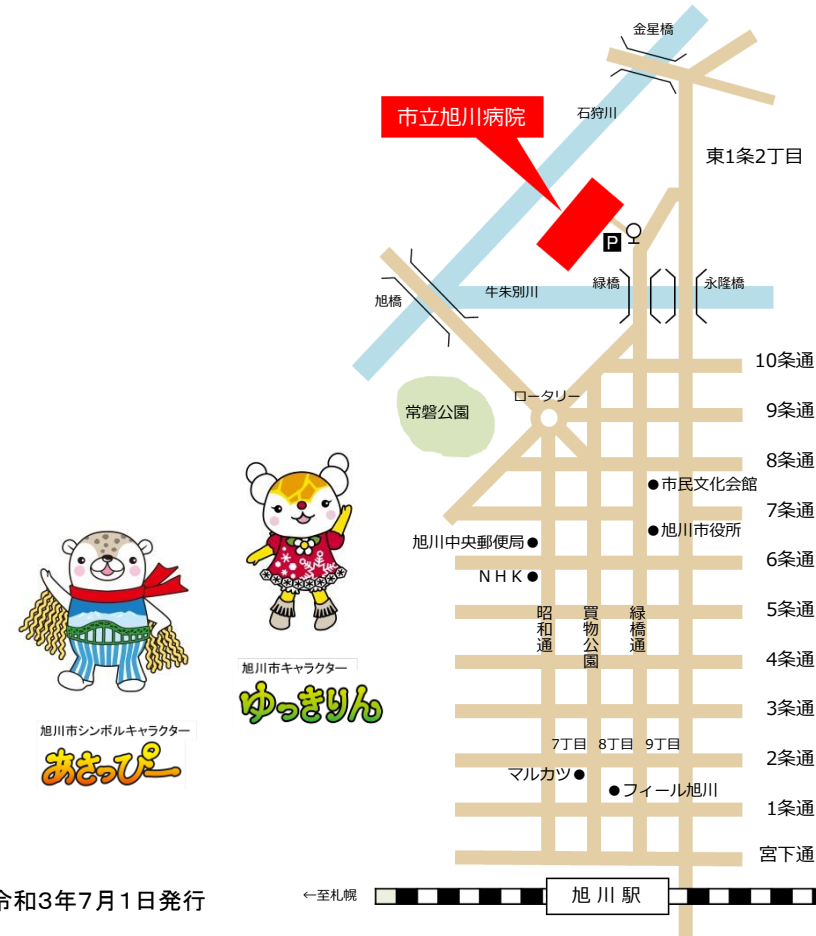 金星橋
市立旭川病院
石狩川
東1条2丁目
P
旭橋
牛朱別川
緑橋
永隆橋
10条通
ロータリー
常磐公園
9条通
8条通
●市民文化会館
7条通
●旭川市役所
旭川中央郵便局●
6条通
ＮＨＫ●
5条通
昭和通
買物公園
緑橋通
4条通
旭川市キャラクター
ゆっきりん
3条通
旭川市シンボルキャラクター
あさっぴー
7丁目 8丁目 9丁目
2条通
マルカツ●
●フィール旭川
1条通
宮下通
令和3年7月1日発行
←至札幌
旭川駅